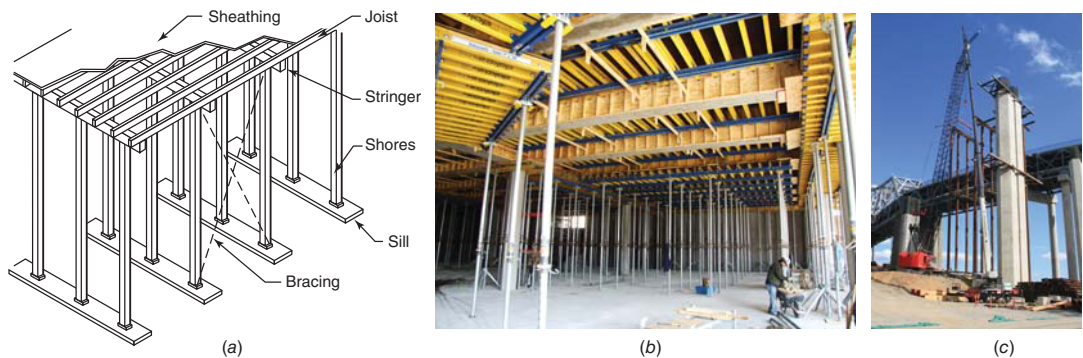 Sheathing
Joist
Stringer
Shores
Sill
Bracing
(a)
(b)
(c)